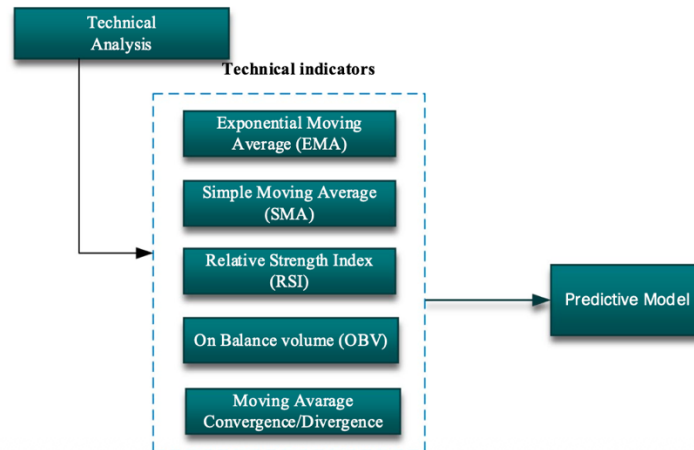 Technical
Analysis
Technical indicators
Exponential Moving
Average (EMA)
Simple Moving Average
(SMA)
Relative Strength Index
(RSI)
On Balance volume (OBV)
Moving Avarage
Convergence/Divergence
Predictive Model